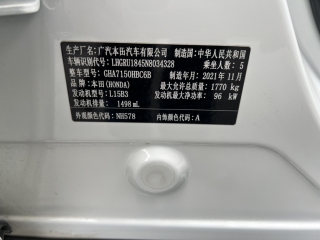 生产厂名：广汽本田汽车有限公司 制造国：中华人民共和国
车辆识别代号：LHGRU1845N8034328 乘坐人数：5
车辆型号：GHA7150HBC6B 制造年月：2021年11月
品牌：本田(HONDA) 最大允许总质量：1770 kg
发动机型号：L15B3 发动机最大净功率：96 kW
发动机排量：1498 mL
外观颜色代号：NH578 内饰颜色代号：A